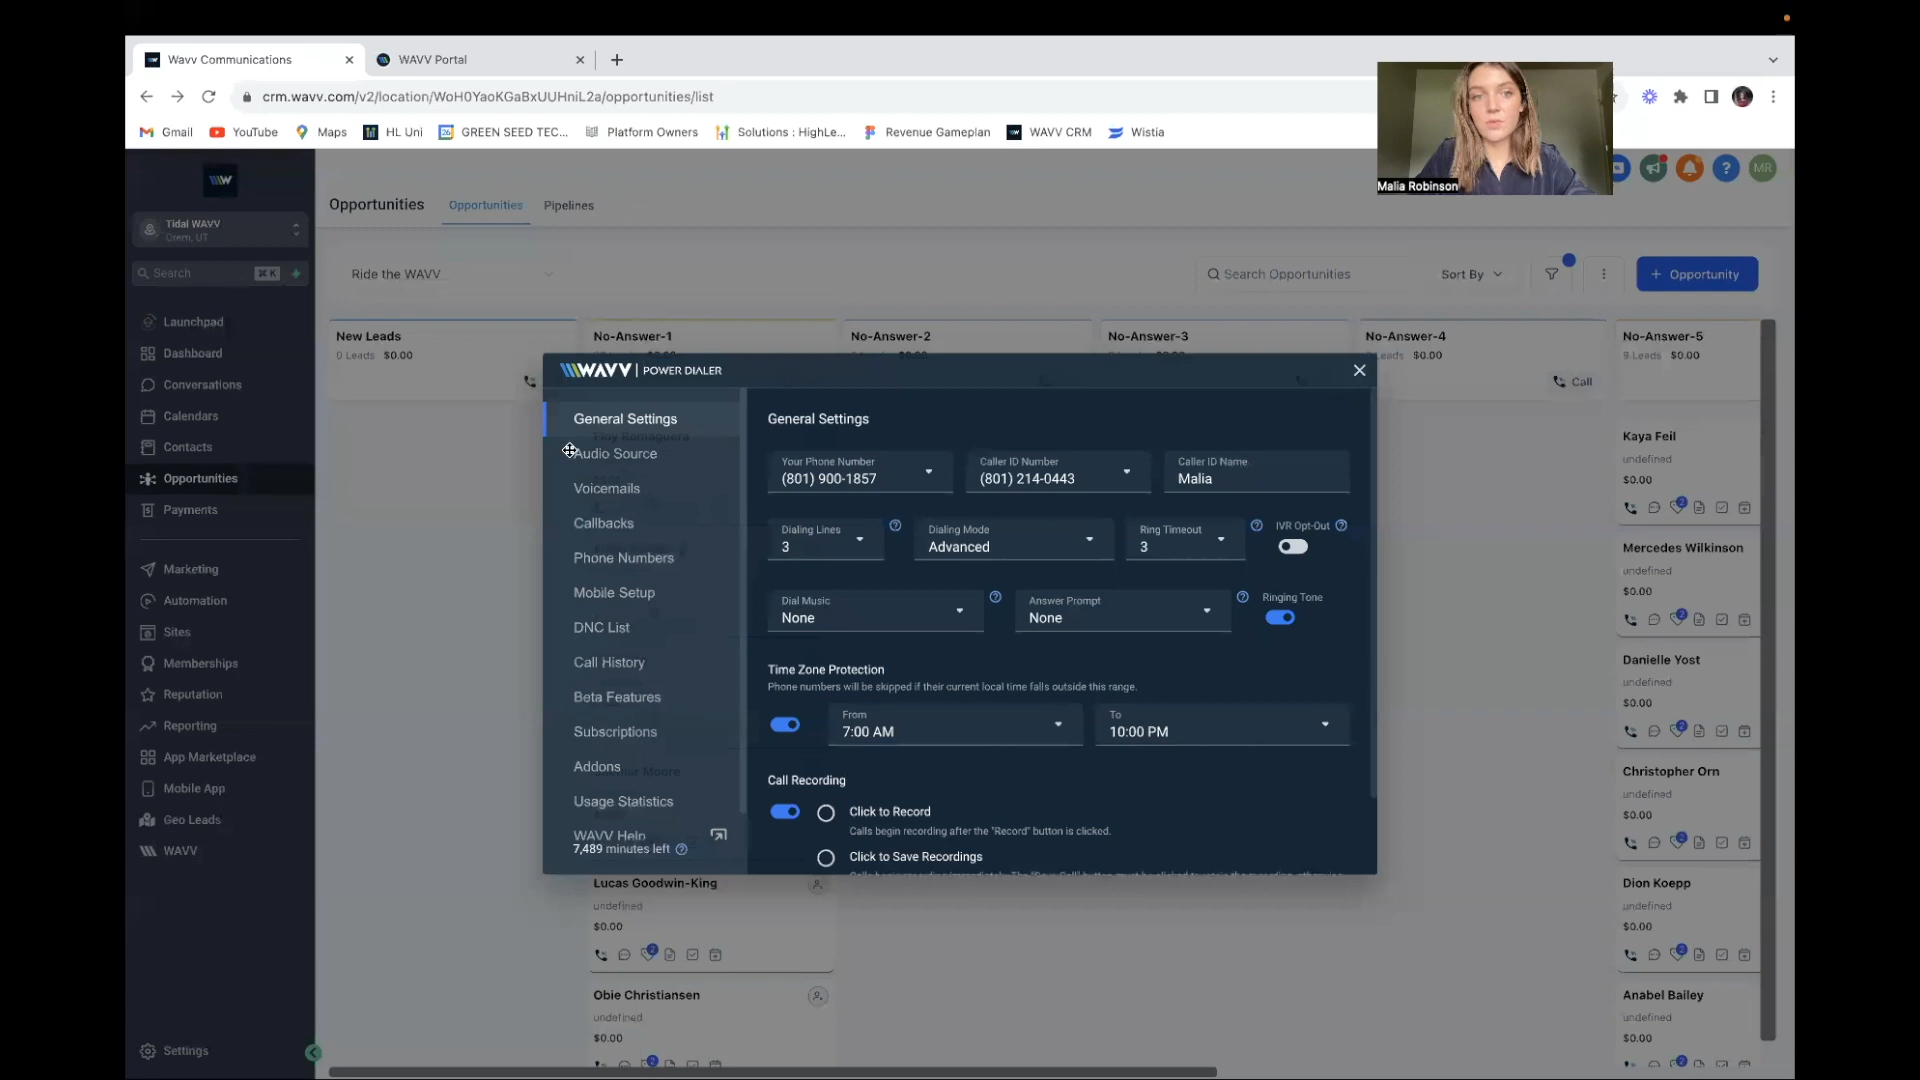 Wavv Communications
WAVV Portal
crm.wavv.com/v2/location/WoH0YaoKGaBxUUHniL2a/opportunities/list
Gmail
YouTube
Maps
HL Uni
GREEN SEED TEC...
Platform Owners
Solutions : HighLe...
Revenue Gameplan
WAVV CRM
Wistia
Malia Robinson
MR
Tidal WAVV
Orem, UT
Search
⌘ K
Launchpad
Dashboard
Conversations
Calendars
Contacts
Opportunities
Payments
Marketing
Automation
Sites
Memberships
Reputation
Reporting
App Marketplace
Mobile App
Geo Leads
WAVV
Settings
Opportunities
Opportunities
Pipelines
Ride the WAVV
Search Opportunities
Sort By
+ Opportunity
New Leads
0 Leads $0.00
No-Answer-1
No-Answer-2
No-Answer-3
No-Answer-4
Leads $0.00
Call
No-Answer-5
9 Leads $0.00
WAVV | POWER DIALER
General Settings
Audio Source
Voicemails
Callbacks
Phone Numbers
Mobile Setup
DNC List
Call History
Beta Features
Subscriptions
Addons
Usage Statistics
WAVV Help
7,489 minutes left
General Settings
Your Phone Number
(801) 900-1857
Caller ID Number
(801) 214-0443
Caller ID Name
Malia
Dialing Lines
3
Dialing Mode
Advanced
Ring Timeout
3
IVR Opt-Out
Dial Music
None
Answer Prompt
None
Ringing Tone
Time Zone Protection
Phone numbers will be skipped if their current local time falls outside this range.
From
7:00 AM
To
10:00 PM
Call Recording
Click to Record
Calls begin recording after the "Record" button is clicked.
Click to Save Recordings
Lucas Goodwin-King
undefined
$0.00
2
Obie Christiansen
undefined
$0.00
2
Kaya Feil
undefined
$0.00
2
Mercedes Wilkinson
undefined
$0.00
2
Danielle Yost
undefined
$0.00
2
Christopher Orn
undefined
$0.00
2
Dion Koepp
undefined
$0.00
2
Anabel Bailey
undefined
$0.00
2